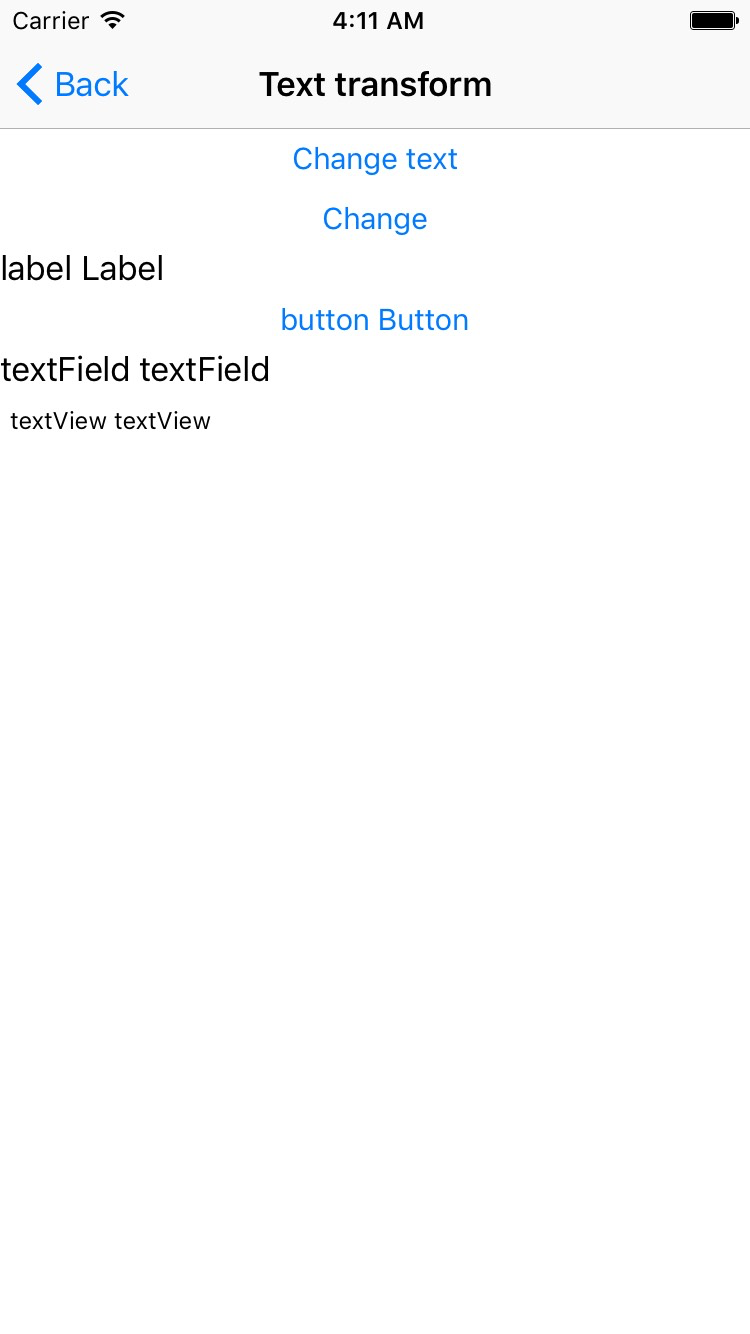 Carrier 4:11 AM
Back Text transform
Change text
Change
label Label
button Button
textField textField
textView textView